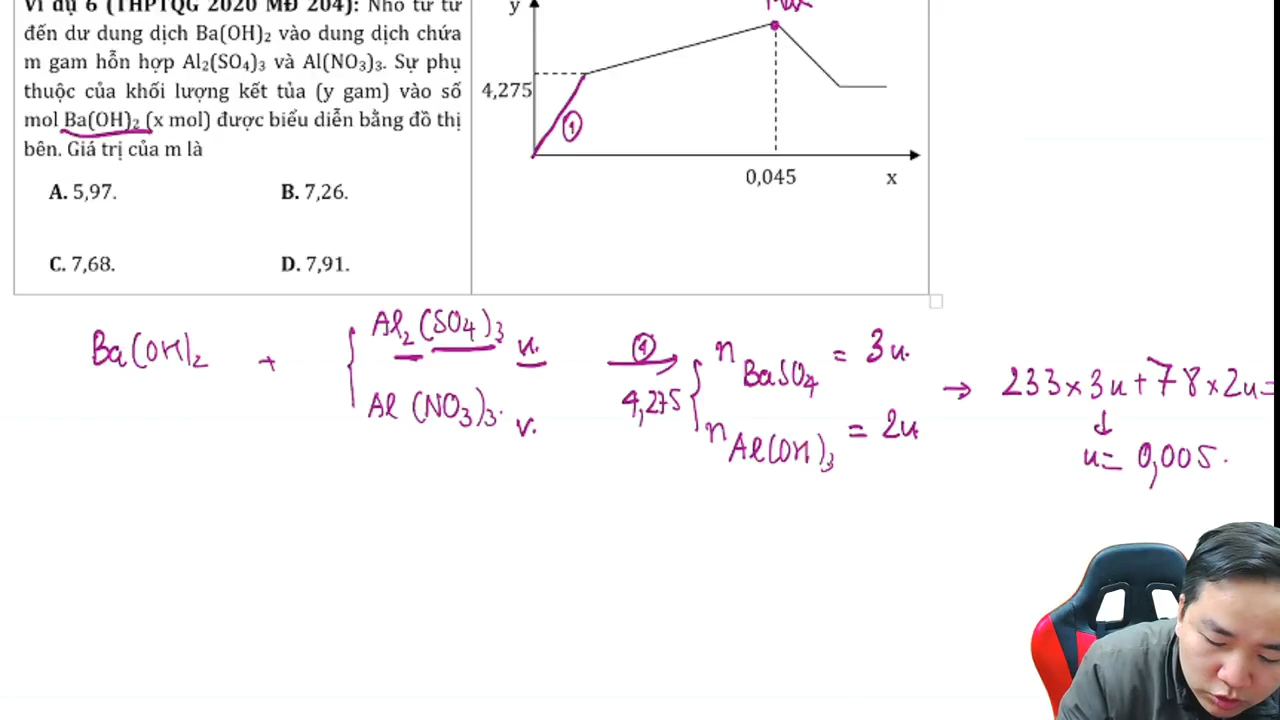 Ví dụ 6 (THPTQG 2020 MĐ 204): Nhỏ từ từ
đến dư dung dịch Ba(OH)₂ vào dung dịch chứa
m gam hỗn hợp Al₂(SO₄)₃ và Al(NO₃)₃. Sự phụ
thuộc của khối lượng kết tủa (y gam) vào số
mol Ba(OH)₂ (x mol) được biểu diễn bằng đồ thị
bên. Giá trị của m là
A. 5,97. B. 7,26.
C. 7,68. D. 7,91.
y
Max
4,275
①
0,045
x
Ba(OH)₂ + { Al₂(SO₄)₃ u.
Al(NO₃)₃. v.
①
4,275
n BaSO₄ = 3u.
n Al(OH)₃ = 2u
→ 233 × 3u + 78 × 2u =
↓
u = 0,005.